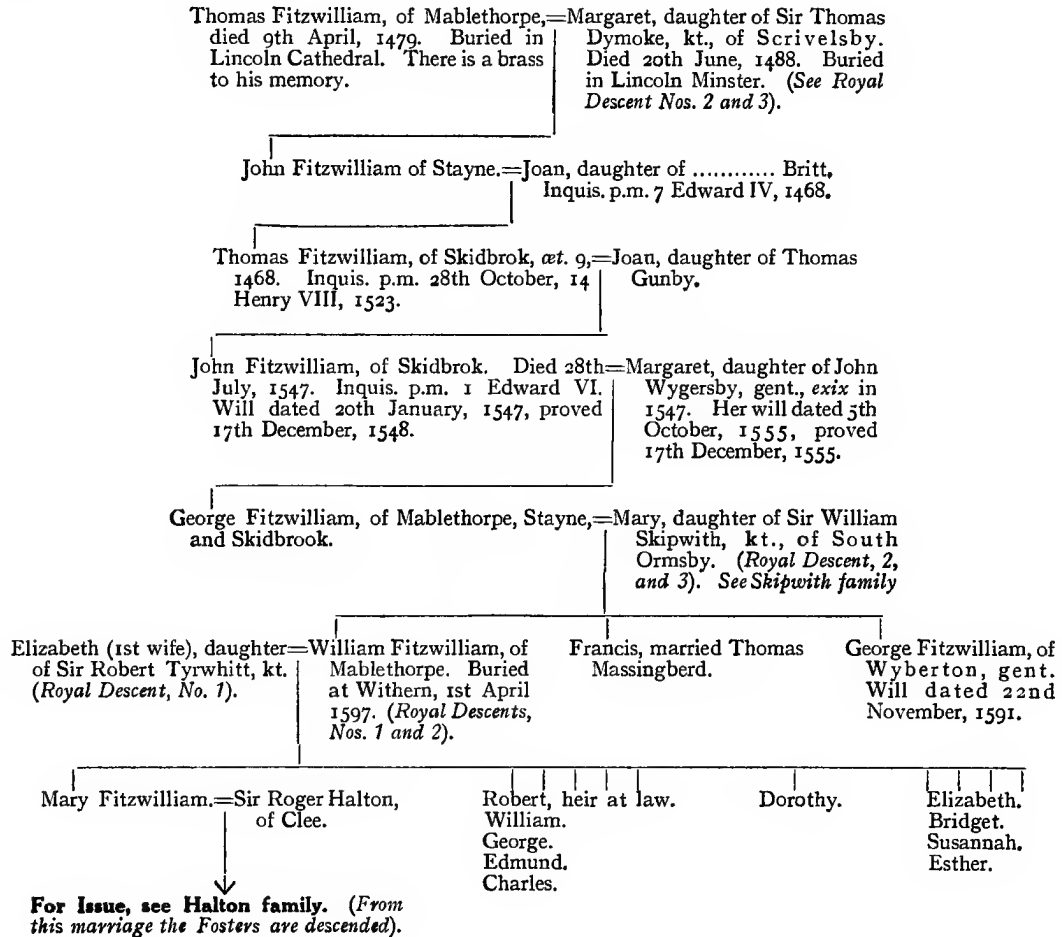 Thomas Fitzwilliam, of Mablethorpe,=Margaret, daughter of Sir Thomas
died 9th April, 1479. Buried in
Lincoln Cathedral. There is a brass
to his memory.
Dymoke, kt., of Scrivelsby.
Died 20th June, 1488. Buried
in Lincoln Minster. (See Royal
Descent Nos. 2 and 3).
John Fitzwilliam of Stayne.=Joan, daughter of ............ Britt,
Inquis. p.m. 7 Edward IV, 1468.
Thomas Fitzwilliam, of Skidbrok, æt. 9,=Joan, daughter of Thomas
1468. Inquis. p.m. 28th October, 14
Henry VIII, 1523.
Gunby.
John Fitzwilliam, of Skidbrok. Died 28th=Margaret, daughter of John
July, 1547. Inquis. p.m. 1 Edward VI.
Will dated 20th January, 1547, proved
17th December, 1548.
Wygersby, gent., exix in
1547. Her will dated 5th
October, 1555, proved
17th December, 1555.
George Fitzwilliam, of Mablethorpe, Stayne,=Mary, daughter of Sir William
and Skidbrook.
Skipwith, kt., of South
Ormsby. (Royal Descent, 2,
and 3). See Skipwith family
Elizabeth (1st wife), daughter=William Fitzwilliam, of
of Sir Robert Tyrwhitt, kt.
(Royal Descent, No. 1).
Mablethorpe. Buried
at Withern, 1st April
1597. (Royal Descents,
Nos. 1 and 2).
Francis, married Thomas
Massingberd.
George Fitzwilliam, of
Wyberton, gent.
Will dated 22nd
November, 1591.
Mary Fitzwilliam.=Sir Roger Halton,
of Clee.
Robert, heir at law.
William.
George.
Edmund.
Charles.
Dorothy.
Elizabeth.
Bridget.
Susannah.
Esther.
For Issue, see Halton family. (From
this marriage the Fosters are descended).